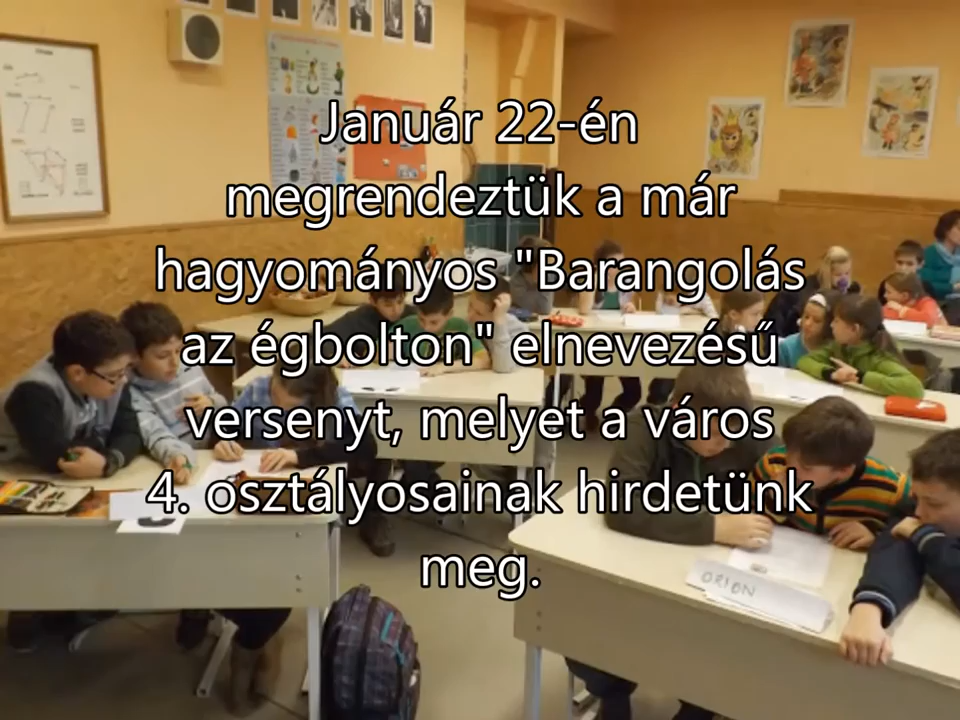 Január 22-én
megrendeztük a már
hagyományos "Barangolás
az égbolton" elnevezésű
versenyt, melyet a város
4. osztályosainak hirdetünk
meg.
ORION